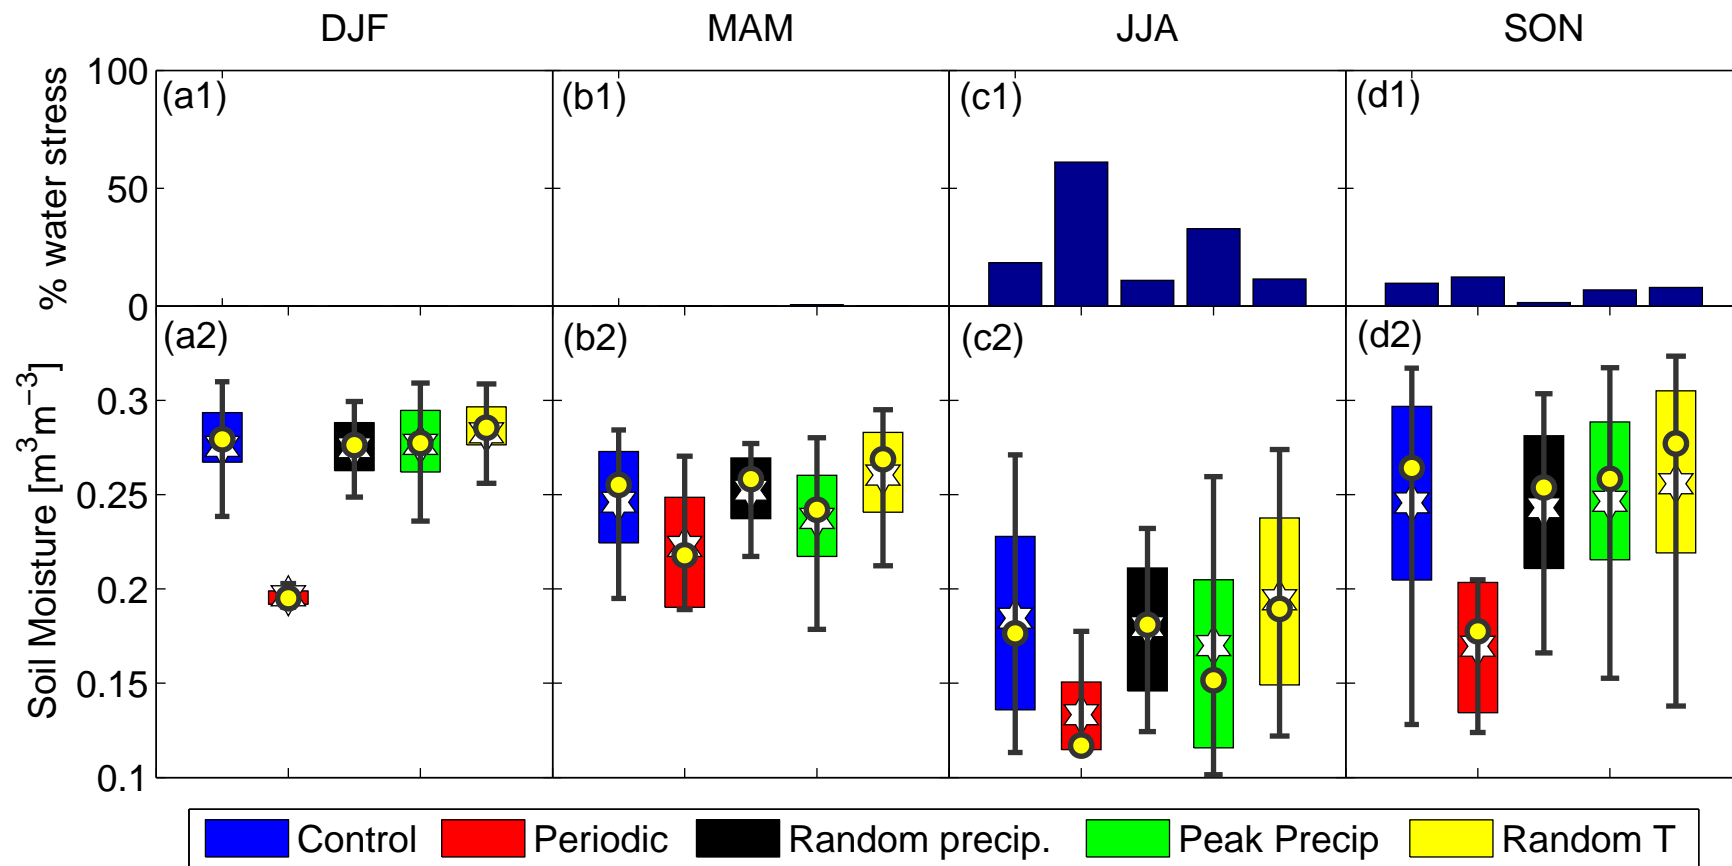 DJF MAM JJA SON
% water stress
100
50
0
(a1) (b1) (c1) (d1)
Soil Moisture [m³m⁻³]
0.3
0.25
0.2
0.15
0.1
(a2) (b2) (c2) (d2)
Control Periodic Random precip. Peak Precip Random T